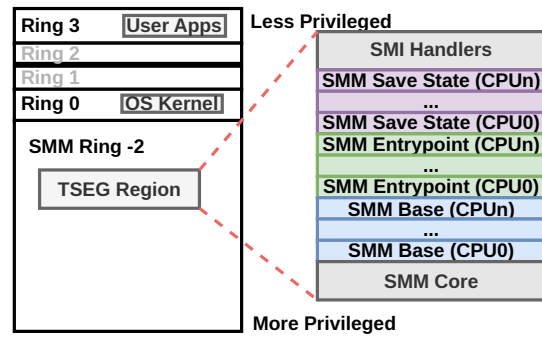 Ring 3 User Apps
Ring 2
Ring 1
Ring 0 OS Kernel
SMM Ring -2
TSEG Region
Less Privileged
More Privileged
SMI Handlers
SMM Save State (CPUn)
...
SMM Save State (CPU0)
SMM Entrypoint (CPUn)
...
SMM Entrypoint (CPU0)
SMM Base (CPUn)
...
SMM Base (CPU0)
SMM Core